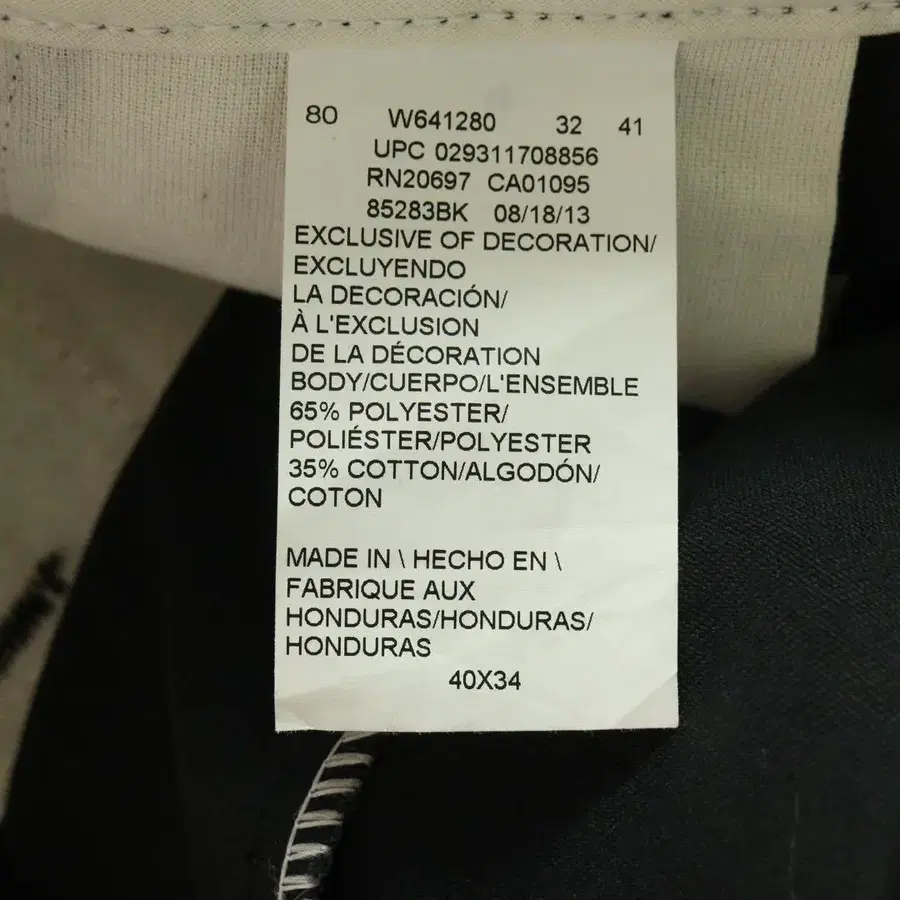 80 W641280 32 41
UPC 029311708856
RN20697 CA01095
85283BK 08/18/13
EXCLUSIVE OF DECORATION/
EXCLUYENDO
LA DECORACIÓN/
À L'EXCLUSION
DE LA DÉCORATION
BODY/CUERPO/L'ENSEMBLE
65% POLYESTER/
POLIÉSTER/POLYESTER
35% COTTON/ALGODÓN/
COTON
MADE IN \ HECHO EN \
FABRIQUE AUX
HONDURAS/HONDURAS/
HONDURAS
40X34